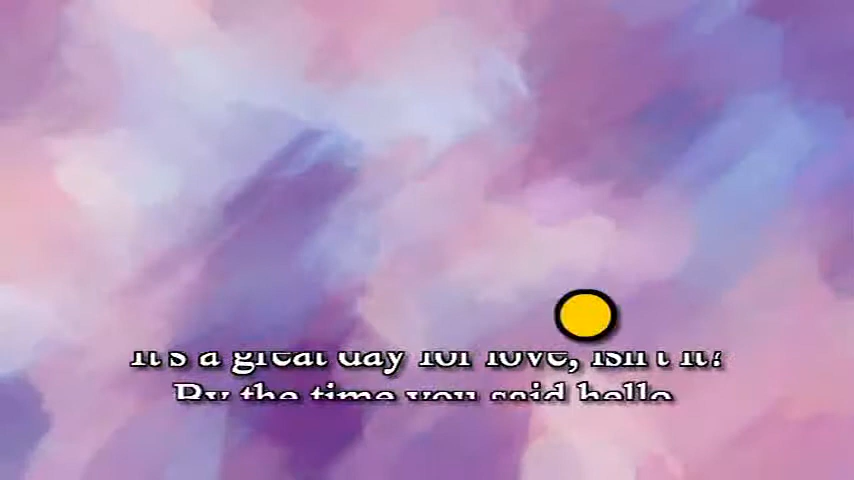 It's a great day for love, isn't it?
By the time you said hello